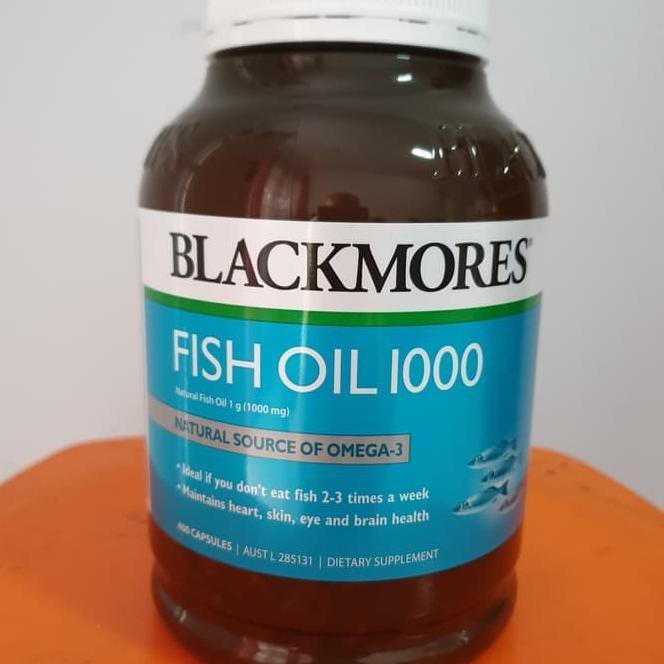 BLACKMORES®
FISH OIL 1000
Natural Fish Oil 1 g (1000 mg)
NATURAL SOURCE OF OMEGA-3
• Ideal if you don't eat fish 2-3 times a week
• Maintains heart, skin, eye and brain health
400 CAPSULES | AUST L 285131 | DIETARY SUPPLEMENT